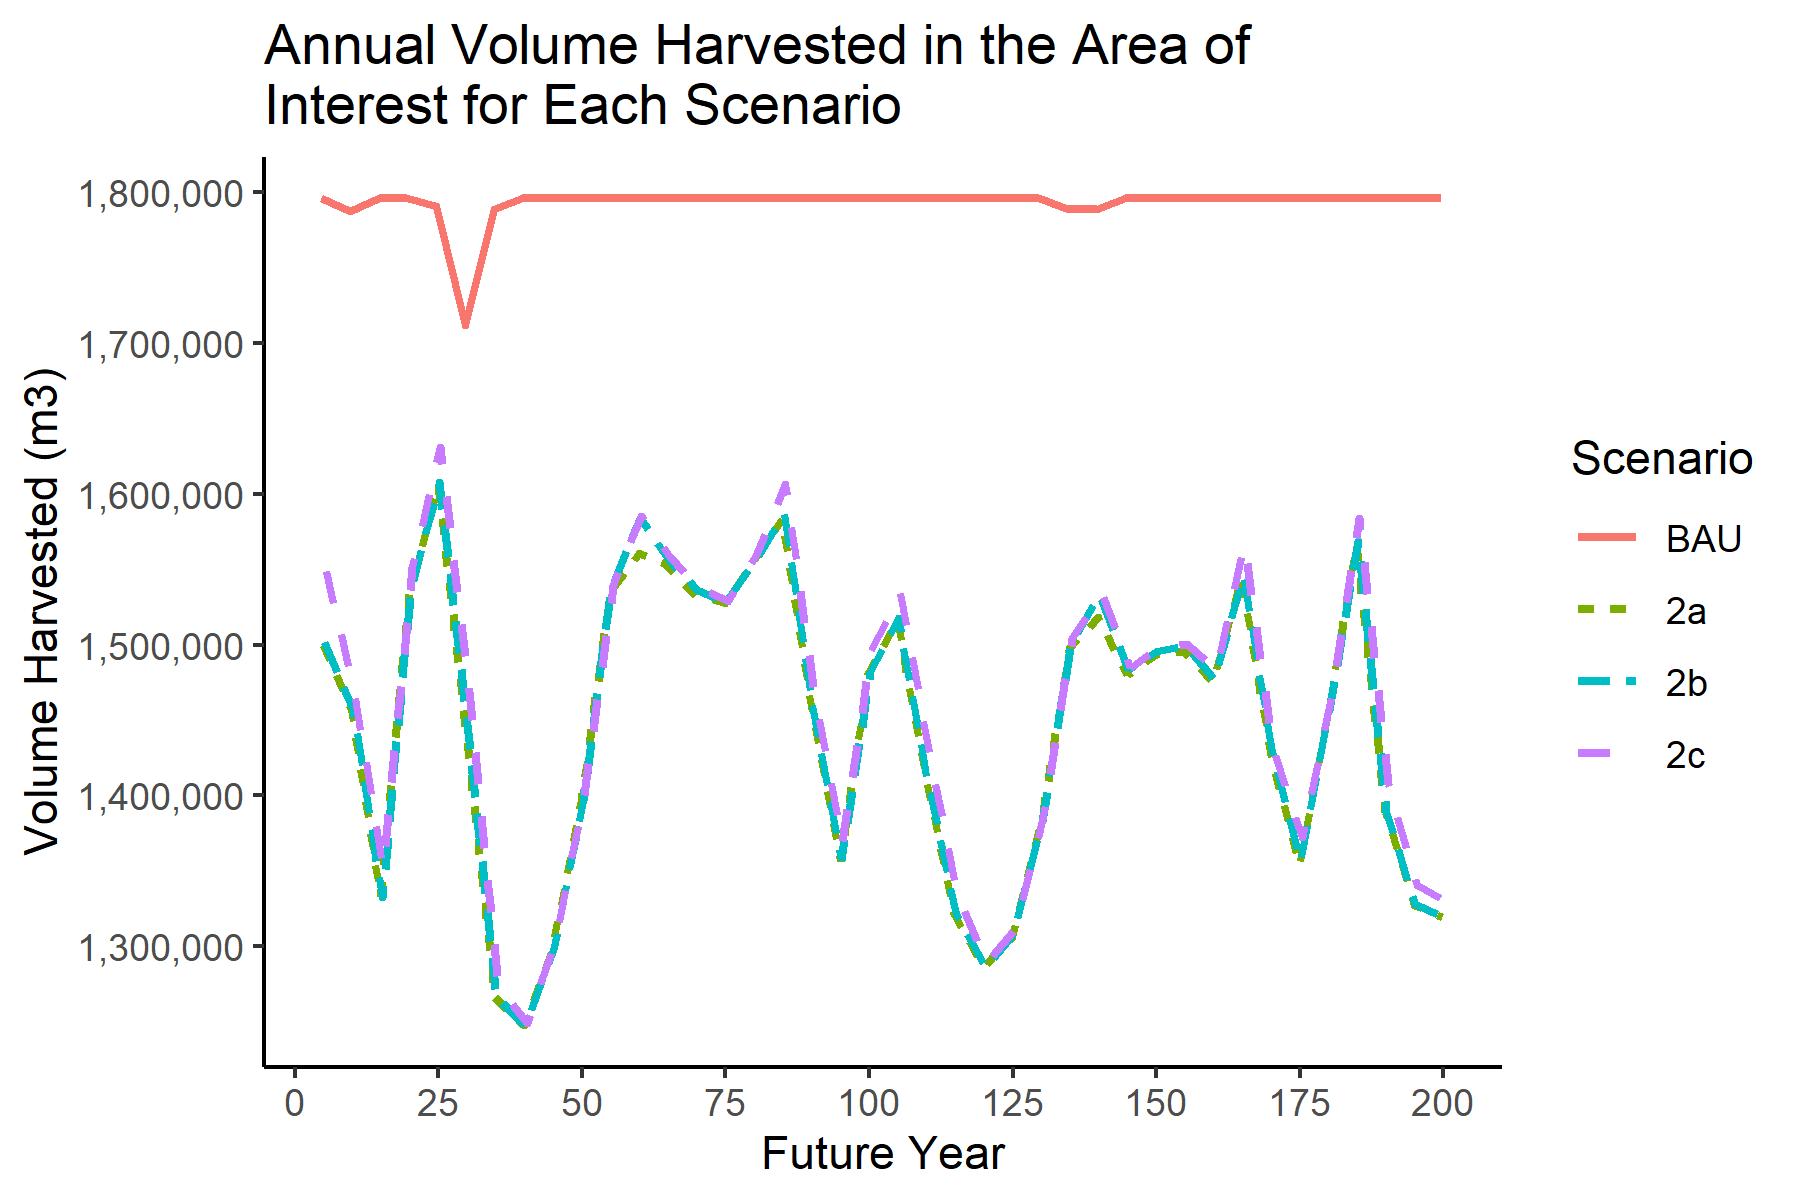 Annual Volume Harvested in the Area of
Interest for Each Scenario
Volume Harvested (m3)
1,800,000
1,700,000
1,600,000
1,500,000
1,400,000
1,300,000
0 25 50 75 100 125 150 175 200
Future Year
Scenario
BAU
2a
2b
2c